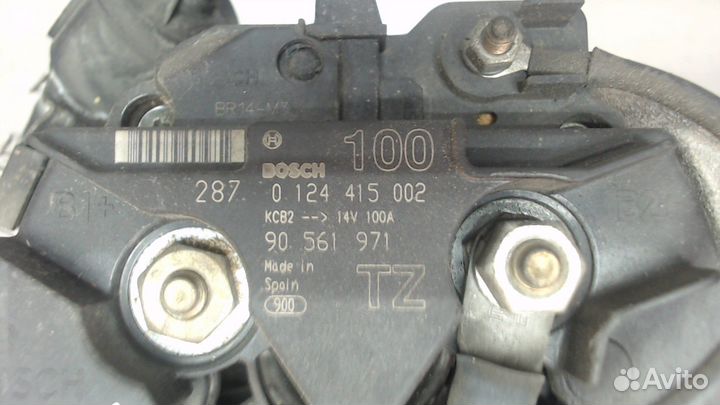 BR14-M3
BOSCH 100
287 0 124 415 002
KCB2 --> 14V 100A
90 561 971
Made in
Spain
TZ
900
B+
Avito